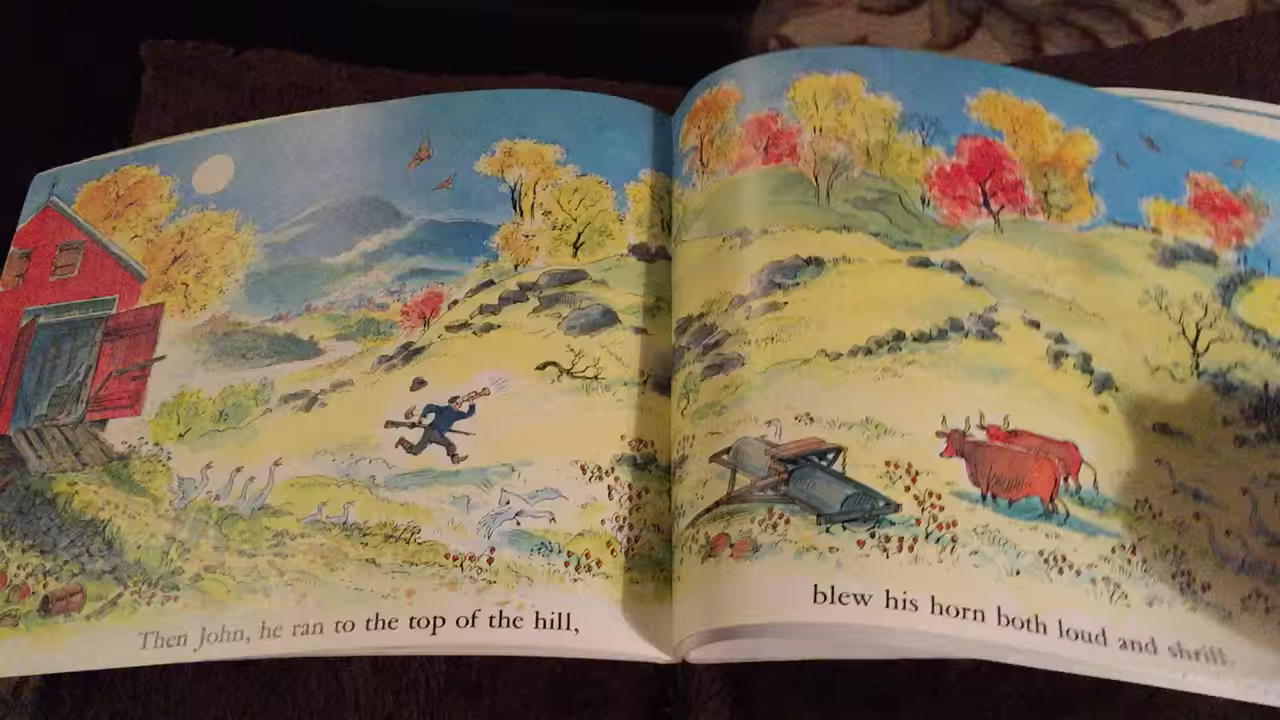 Then John, he ran to the top of the hill,
blew his horn both loud and shrill.